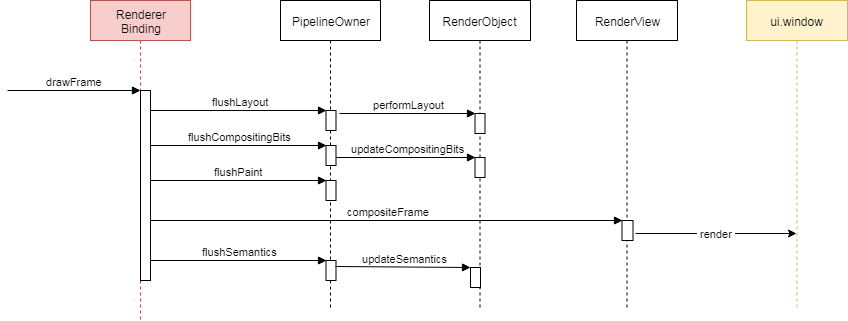 Renderer
Binding
PipelineOwner
RenderObject
RenderView
ui.window
drawFrame
flushLayout
performLayout
flushCompositingBits
updateCompositingBits
flushPaint
compositeFrame
render
flushSemantics
updateSemantics